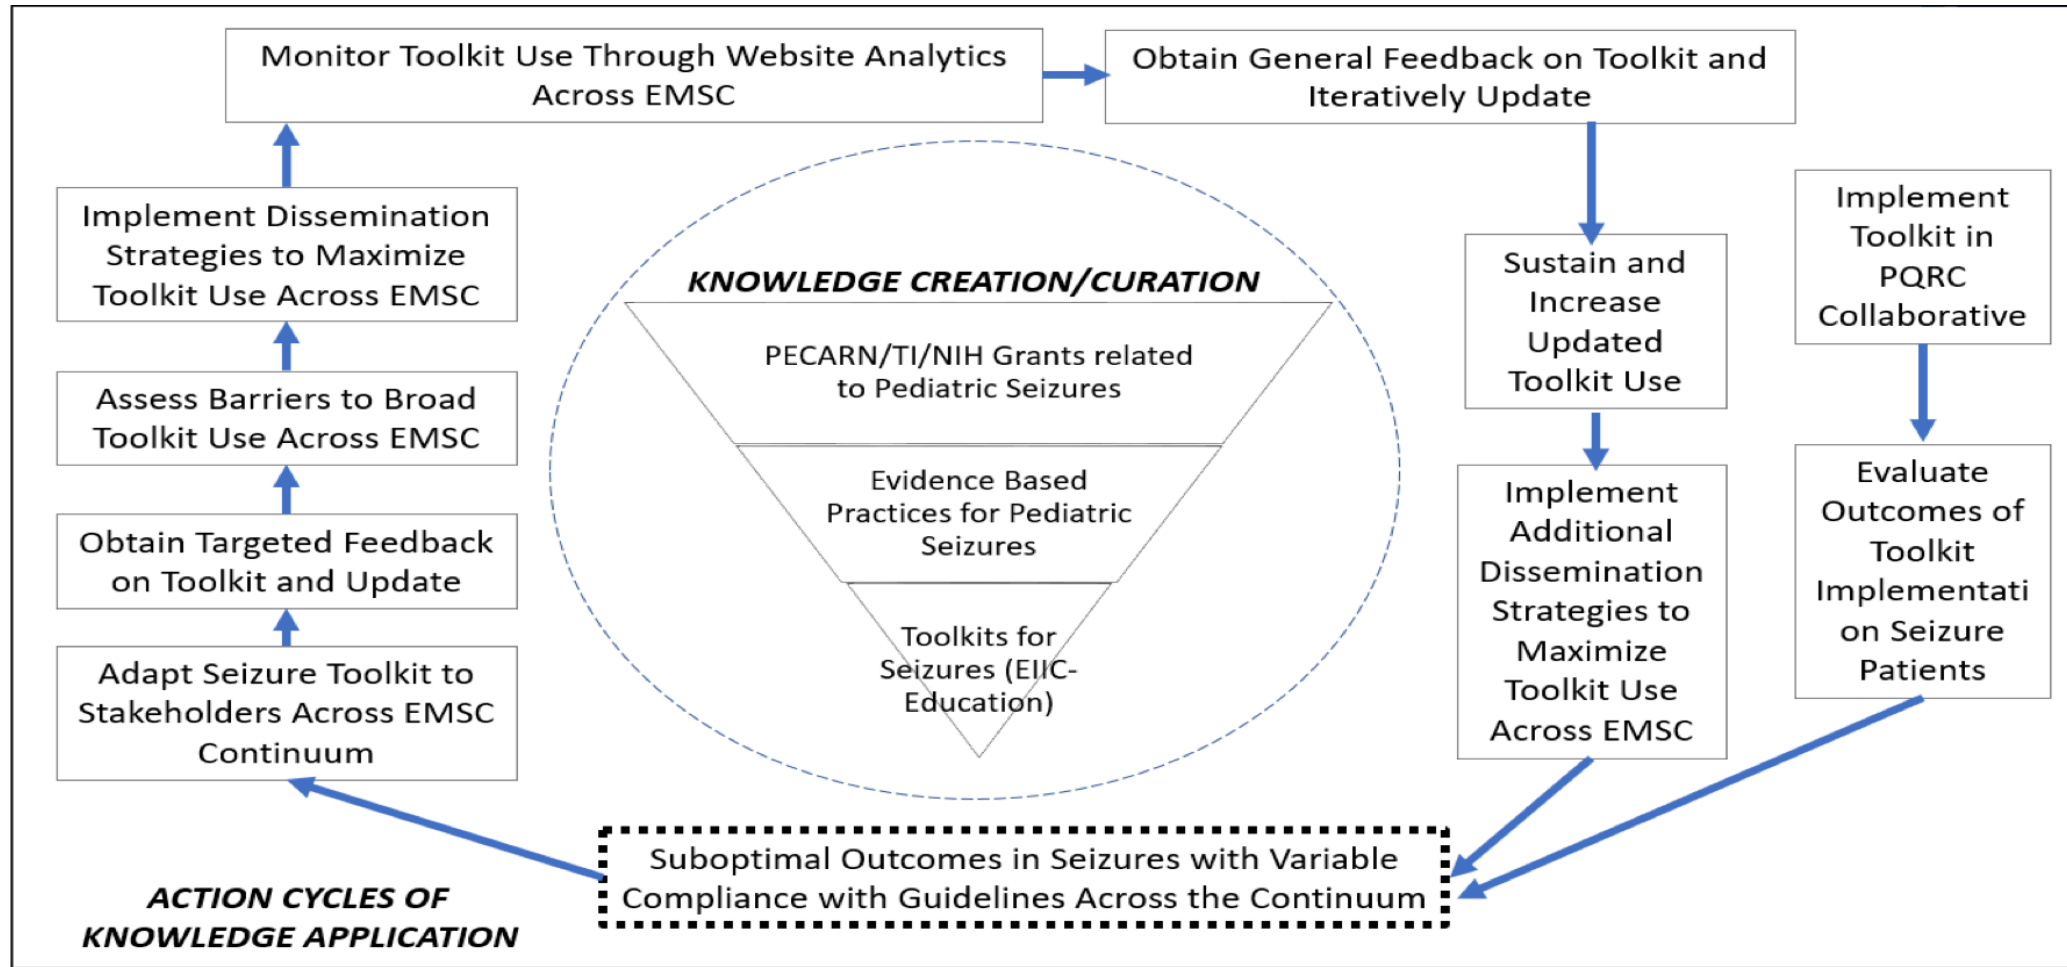 Monitor Toolkit Use Through Website Analytics
Across EMSC
Obtain General Feedback on Toolkit and
Iteratively Update
Implement Dissemination
Strategies to Maximize
Toolkit Use Across EMSC
Assess Barriers to Broad
Toolkit Use Across EMSC
Obtain Targeted Feedback
on Toolkit and Update
Adapt Seizure Toolkit to
Stakeholders Across EMSC
Continuum
KNOWLEDGE CREATION/CURATION
PECARN/TI/NIH Grants related
to Pediatric Seizures
Evidence Based
Practices for Pediatric
Seizures
Toolkits for
Seizures (EIIC-
Education)
Sustain and
Increase
Updated
Toolkit Use
Implement
Additional
Dissemination
Strategies to
Maximize
Toolkit Use
Across EMSC
Implement
Toolkit in
PQRC
Collaborative
Evaluate
Outcomes of
Toolkit
Implementati
on Seizure
Patients
Suboptimal Outcomes in Seizures with Variable
Compliance with Guidelines Across the Continuum
ACTION CYCLES OF
KNOWLEDGE APPLICATION